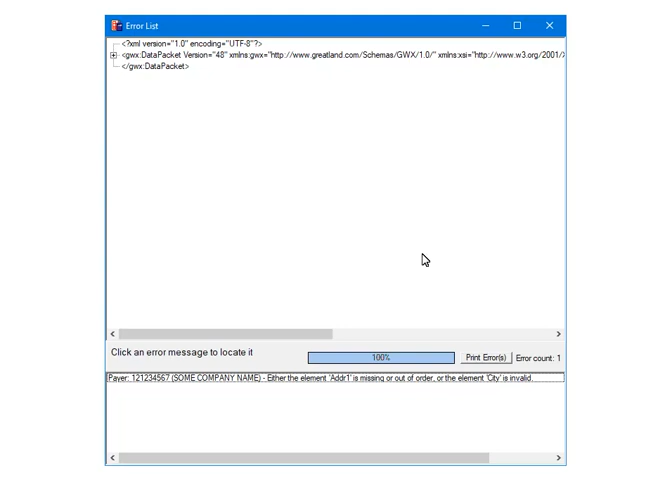 Error List
<?xml version="1.0" encoding="UTF-8"?>
<gwx:DataPacket Version="48" xmlns:gwx="http://www.greatland.com/Schemas/GWX/1.0/" xmlns:xsi="http://www.w3.org/2001/X
</gwx:DataPacket>
Click an error message to locate it
100%
Print Error(s)
Error count: 1
Payer: 121234567 (SOME COMPANY NAME) - Either the element 'Addr1' is missing or out of order, or the element 'City' is invalid.